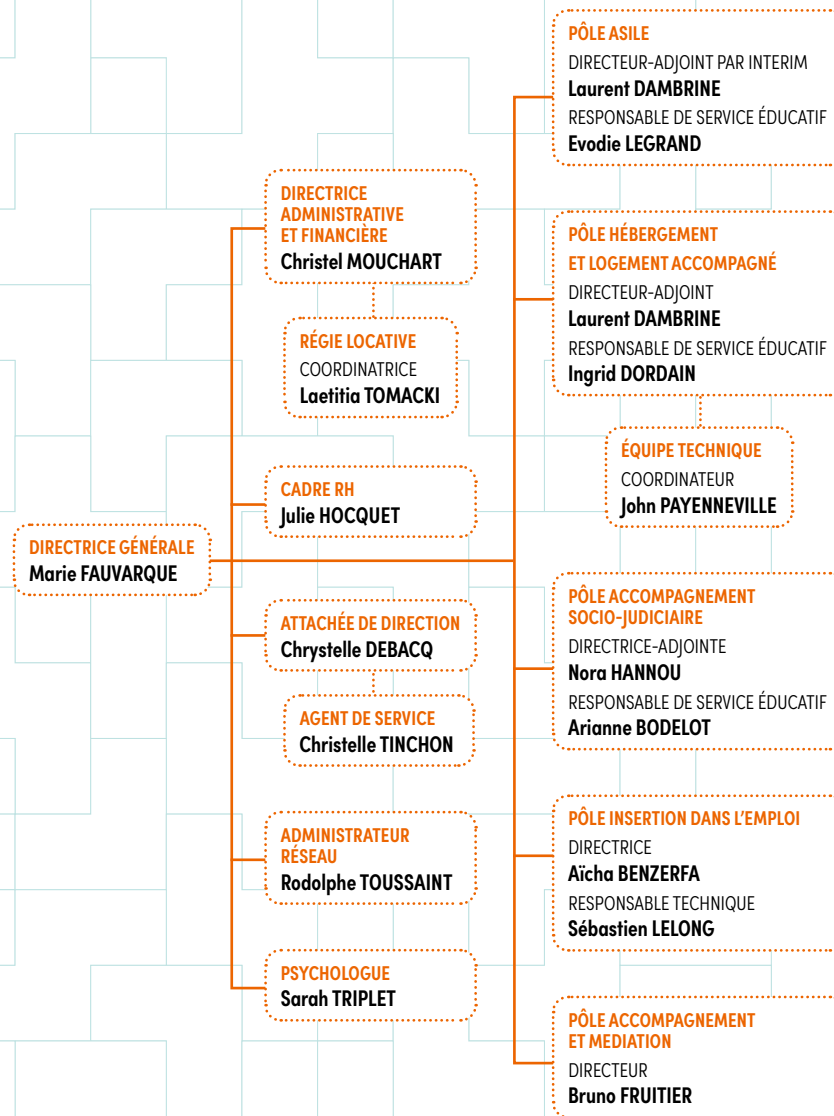 DIRECTRICE GÉNÉRALE
Marie FAUVARQUE
DIRECTRICE
ADMINISTRATIVE
ET FINANCIÈRE
Christel MOUCHART
RÉGIE LOCATIVE
COORDINATRICE
Laetitia TOMACKI
CADRE RH
Julie HOCQUET
ATTACHÉE DE DIRECTION
Chrystelle DEBACQ
AGENT DE SERVICE
Christelle TINCHON
ADMINISTRATEUR
RÉSEAU
Rodolphe TOUSSAINT
PSYCHOLOGUE
Sarah TRIPLET
PÔLE ASILE
DIRECTEUR-ADJOINT PAR INTERIM
Laurent DAMBRINE
RESPONSABLE DE SERVICE ÉDUCATIF
Evodie LEGRAND
PÔLE HÉBERGEMENT
ET LOGEMENT ACCOMPAGNÉ
DIRECTEUR-ADJOINT
Laurent DAMBRINE
RESPONSABLE DE SERVICE ÉDUCATIF
Ingrid DORDAIN
ÉQUIPE TECHNIQUE
COORDINATEUR
John PAYENNEVILLE
PÔLE ACCOMPAGNEMENT
SOCIO-JUDICIAIRE
DIRECTRICE-ADJOINTE
Nora HANNOU
RESPONSABLE DE SERVICE ÉDUCATIF
Arianne BODELOT
PÔLE INSERTION DANS L'EMPLOI
DIRECTRICE
Aïcha BENZERFA
RESPONSABLE TECHNIQUE
Sébastien LELONG
PÔLE ACCOMPAGNEMENT
ET MEDIATION
DIRECTEUR
Bruno FRUITIER